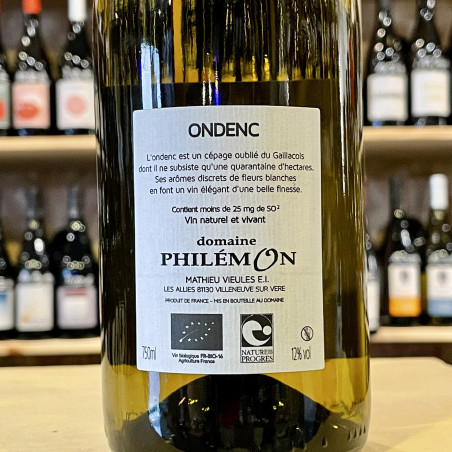 ONDENC
L'ondenc est un cépage oublié du Gaillacois
dont il ne subsiste qu'une quarantaine d'hectares.
Ses arômes discrets de fleurs blanches
en font un vin élégant d'une belle finesse.
Contient moins de 25 mg de SO²
Vin naturel et vivant
domaine
PHILÉMON
MATHIEU VIEULES E.I.
LES ALLIES 81130 VILLENEUVE SUR VERE
PRODUIT DE FRANCE - MIS EN BOUTEILLE AU DOMAINE
750ml
Vin biologique FR-BIO-16
Agriculture France
NATURE &
PROGRES
12% vol